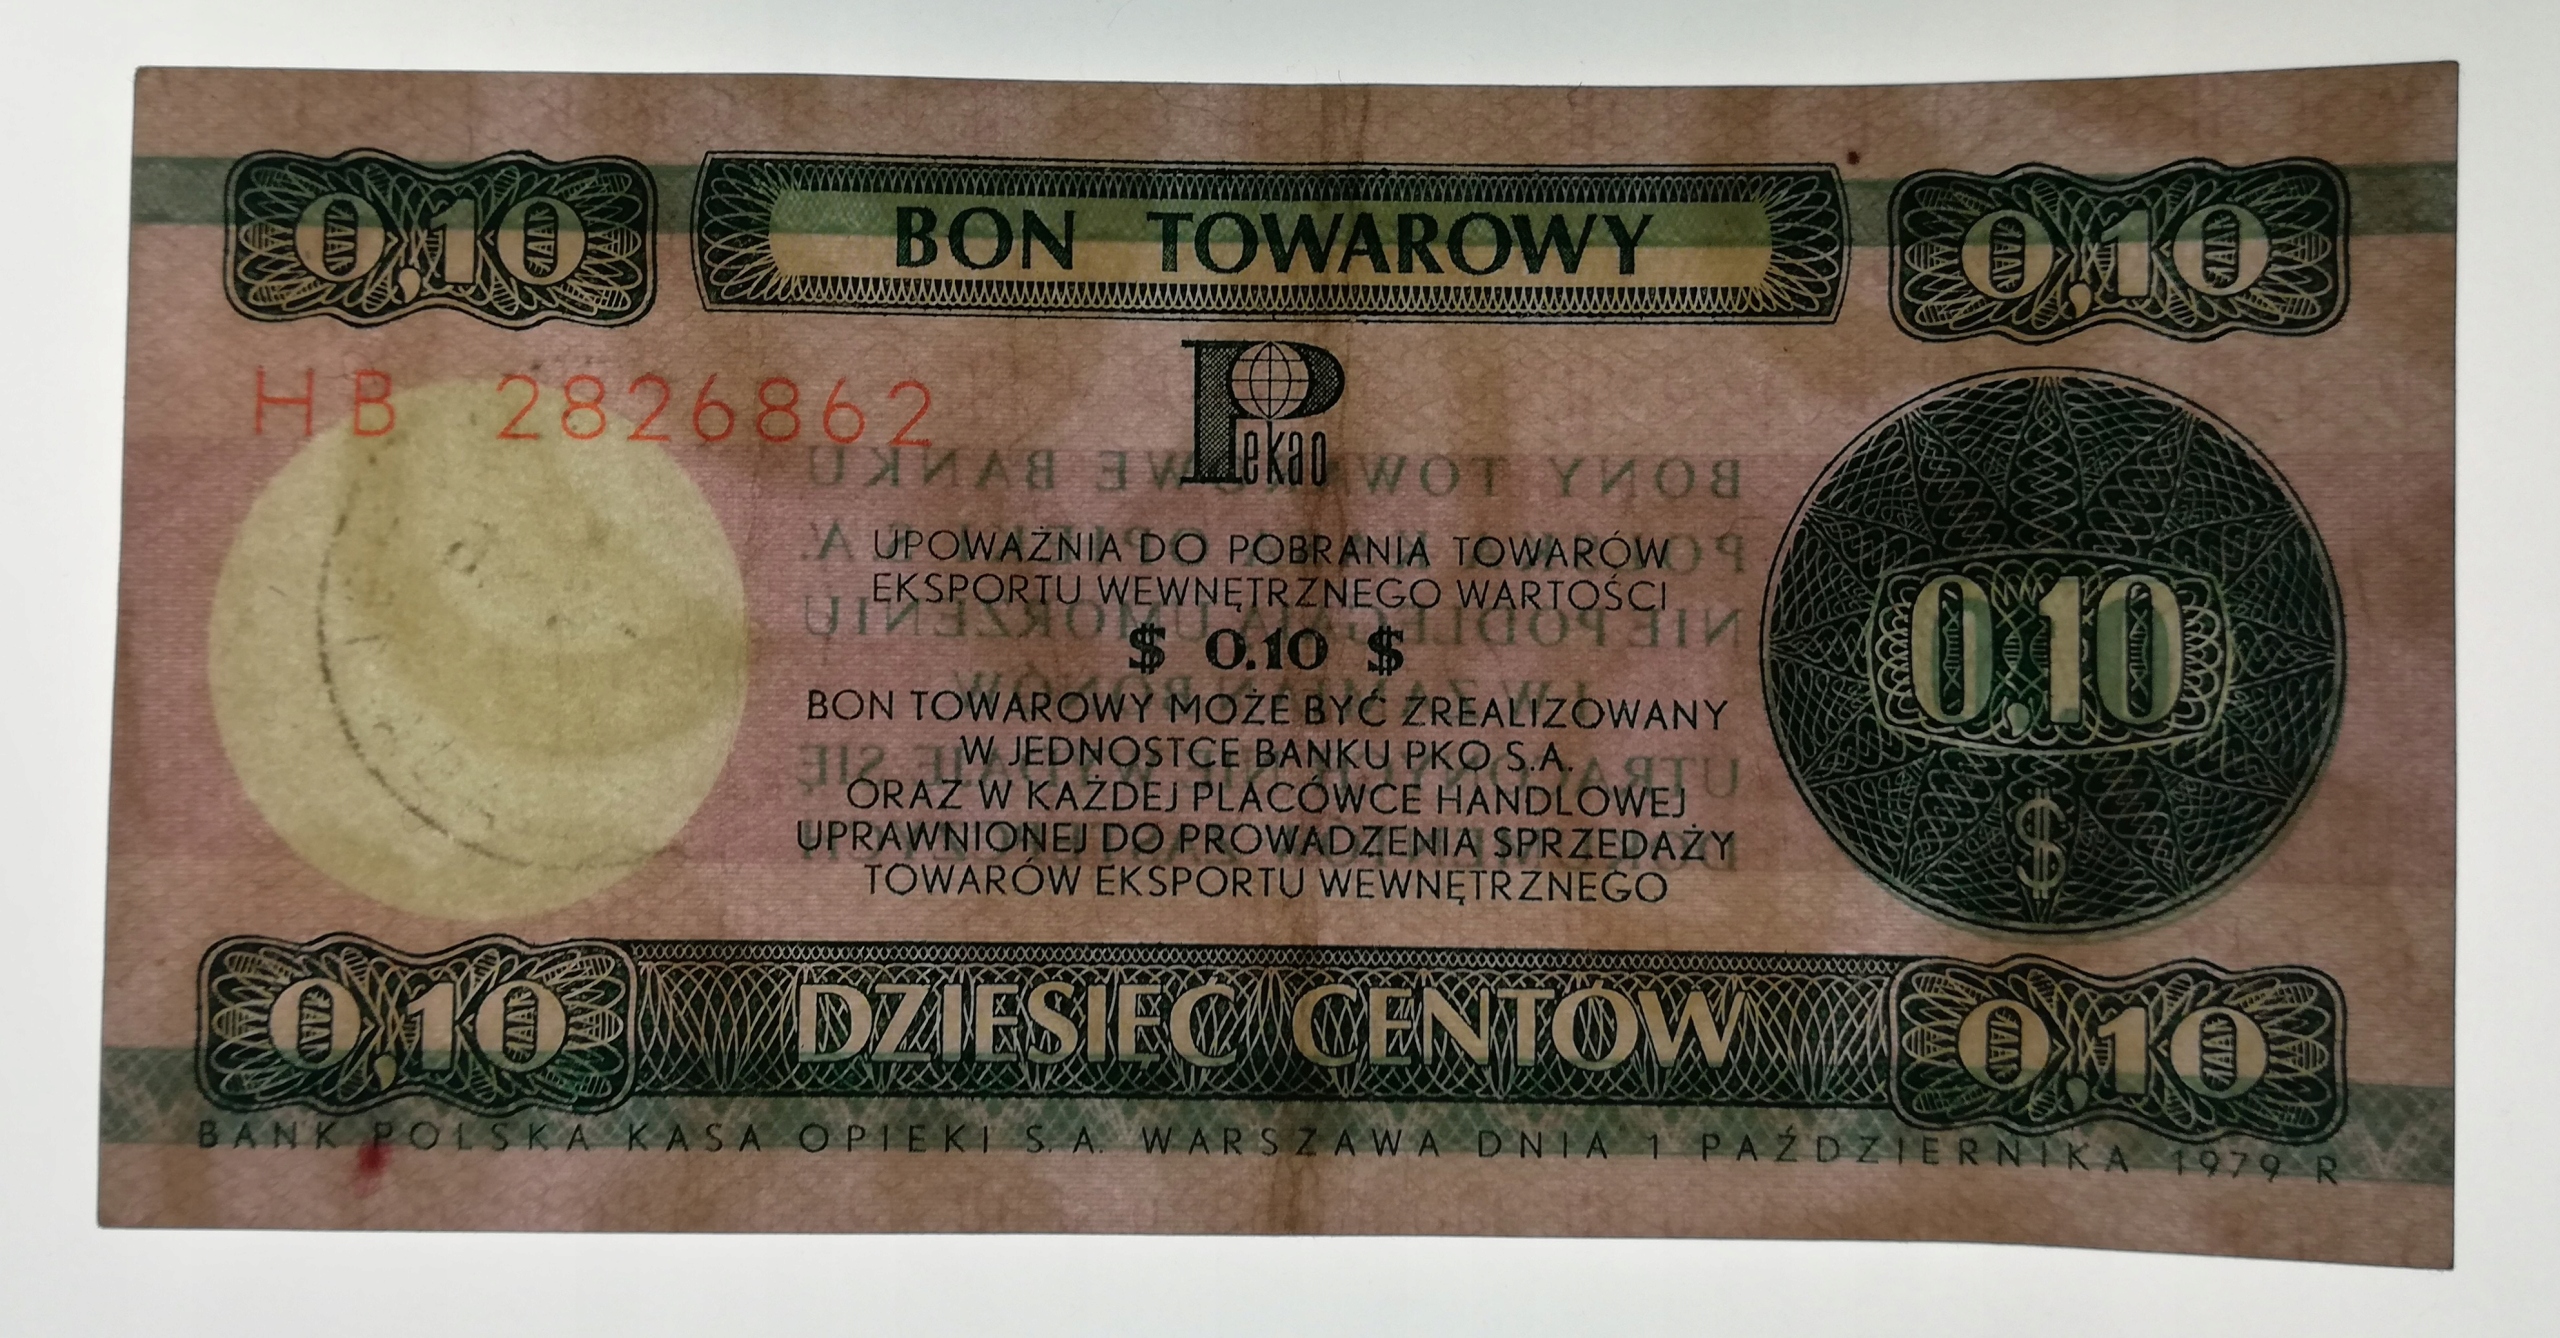 0,10 BON TOWAROWY 0,10
HB 2826862
Pekao
UPOWAŻNIA DO POBRANIA TOWARÓW
EKSPORTU WEWNĘTRZNEGO WARTOŚCI
$ 0.10 $
BON TOWAROWY MOŻE BYĆ ZREALIZOWANY
W JEDNOSTCE BANKU PKO S.A.
ORAZ W KAŻDEJ PLACÓWCE HANDLOWEJ
UPRAWNIONEJ DO PROWADZENIA SPRZEDAŻY
TOWARÓW EKSPORTU WEWNĘTRZNEGO
0,10
$
0,10 DZIESIĘĆ CENTÓW 0,10
BANK POLSKA KASA OPIEKI S.A. WARSZAWA DNIA 1 PAŹDZIERNIKA 1979 R